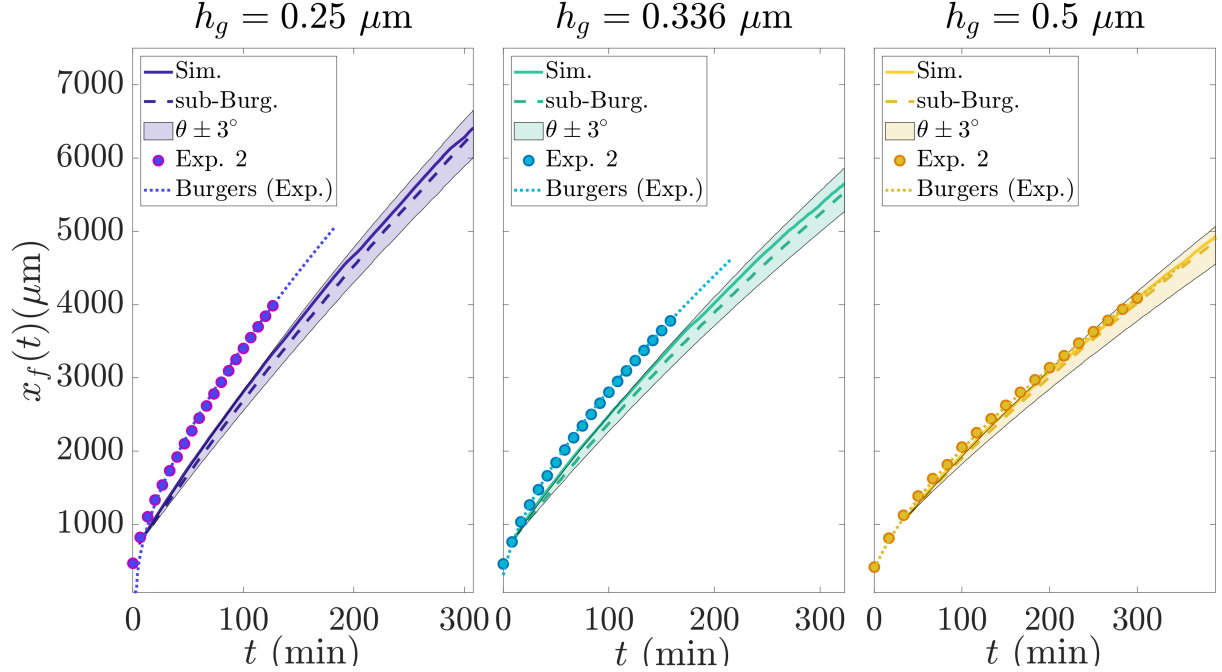 h_g = 0.25 μm
h_g = 0.336 μm
h_g = 0.5 μm
x_f(t)(μm)
7000
6000
5000
4000
3000
2000
1000
Sim.
sub-Burg.
θ ± 3°
Exp. 2
Burgers (Exp.)
Sim.
sub-Burg.
θ ± 3°
Exp. 2
Burgers (Exp.)
Sim.
sub-Burg.
θ ± 3°
Exp. 2
Burgers (Exp.)
0 100 200 300
0 100 200 300
0 100 200 300
t (min)
t (min)
t (min)